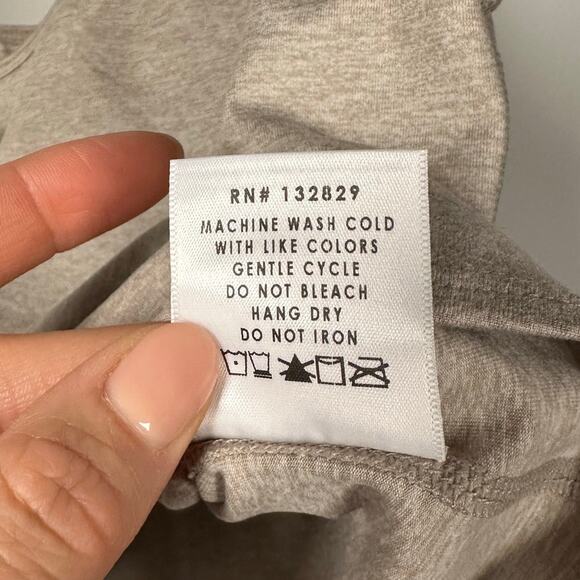 RN# 132829
MACHINE WASH COLD
WITH LIKE COLORS
GENTLE CYCLE
DO NOT BLEACH
HANG DRY
DO NOT IRON